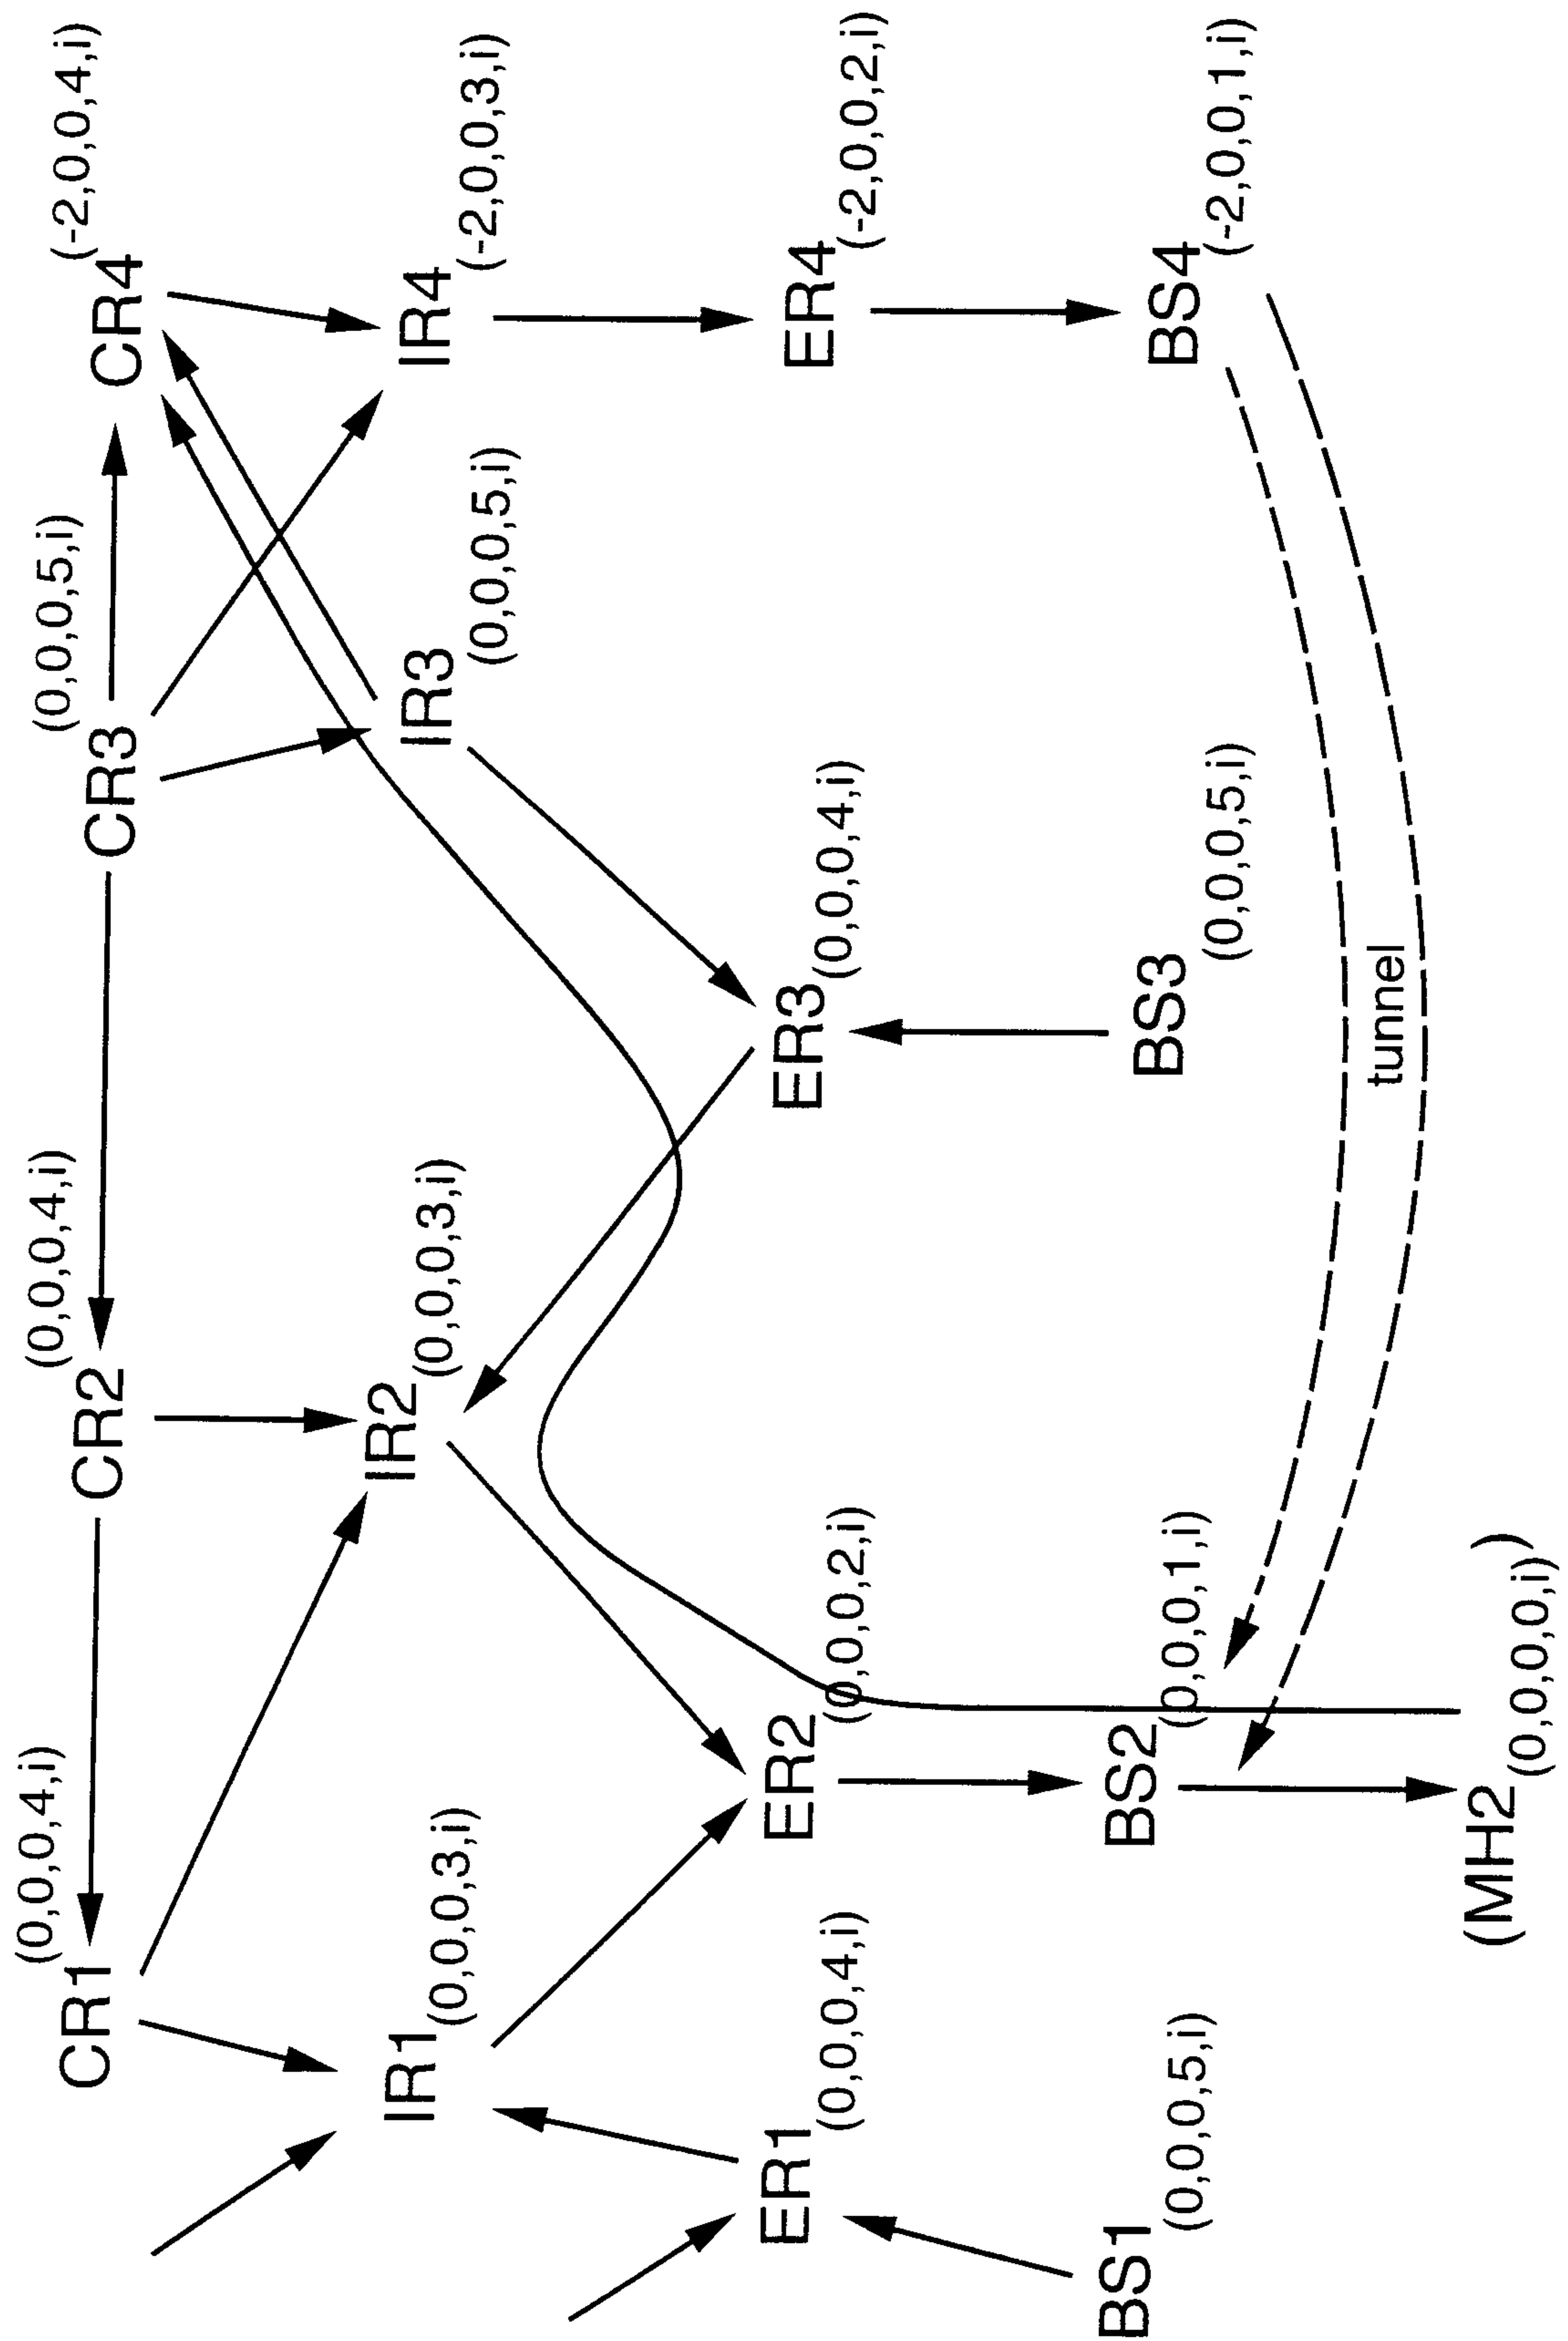 CR1 (0,0,0,4,i)
CR2 (0,0,0,4,i)
CR3 (0,0,0,5,i)
CR4 (-2,0,0,4,i)
IR1 (0,0,0,3,i)
IR2 (0,0,0,3,i)
IR3 (0,0,0,5,i)
IR4 (-2,0,0,3,i)
ER1 (0,0,0,4,i)
ER2 (0,0,0,2,i)
ER3 (0,0,0,4,i)
ER4 (-2,0,0,2,i)
BS1 (0,0,0,5,i)
BS2 (0,0,0,1,i)
BS3 (0,0,0,5,i)
BS4 (-2,0,0,1,i)
tunnel
(MH2 (0,0,0,0,i) )